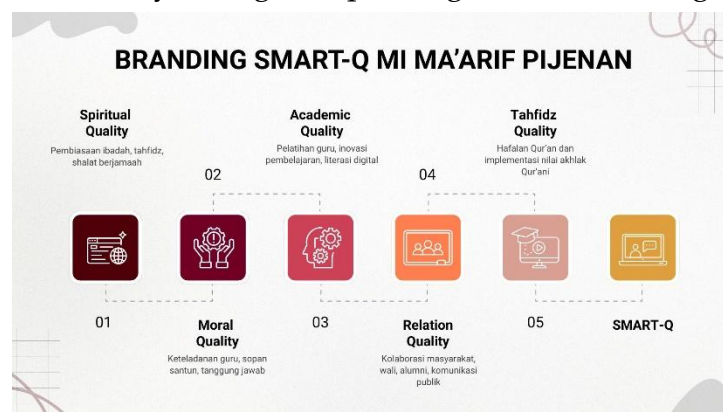 BRANDING SMART-Q MI MA'ARIF PIJENAN
Spiritual
Quality
Pembiasaan ibadah, tahfidz,
shalat berjamaah
Academic
Quality
Pelatihan guru, inovasi
pembelajaran, literasi digital
Tahfidz
Quality
Hafalan Qur'an dan
implementasi nilai akhlak
Qur'ani
02
04
01
Moral
Quality
Keteladanan guru, sopan
santun, tanggung jawab
03
Relation
Quality
Kolaborasi masyarakat,
wali, alumni, komunikasi
publik
05
SMART-Q